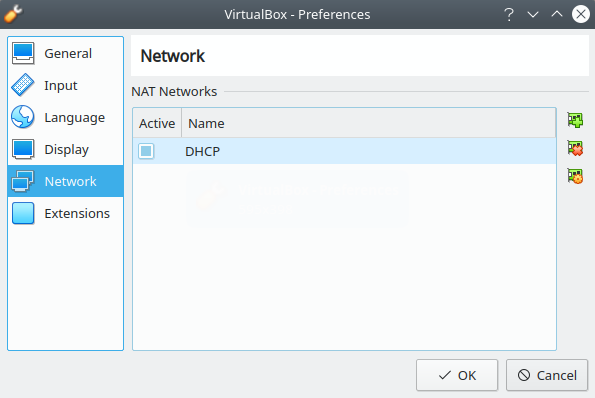 VirtualBox - Preferences
General
Input
Language
Display
Network
Extensions
Network
NAT Networks
Active Name
DHCP
OK
Cancel